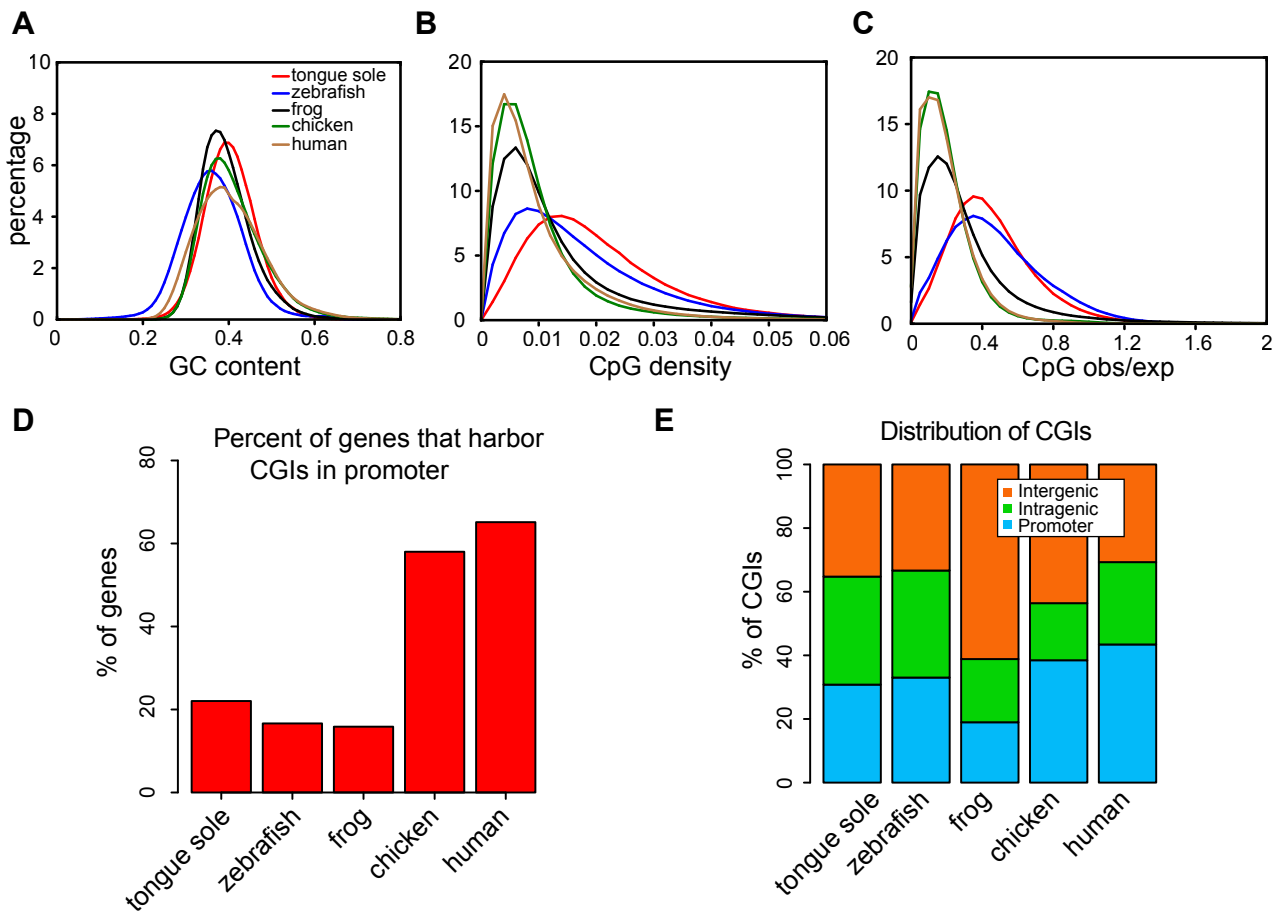 A
B
C
10
8
6
4
2
0
percentage
tongue sole
zebrafish
frog
chicken
human
0
0.2
0.4
0.6
0.8
GC content
20
15
10
5
0
0
0.01
0.02
0.03
0.04
0.05
0.06
CpG density
20
15
10
5
0
0
0.4
0.8
1.2
1.6
2
CpG obs/exp
D
Percent of genes that harbor
CGIs in promoter
% of genes
80
60
40
20
0
tongue sole
zebrafish
frog
chicken
human
E
Distribution of CGIs
% of CGIs
100
80
60
40
20
0
Intergenic
Intragenic
Promoter
tongue sole
zebrafish
frog
chicken
human